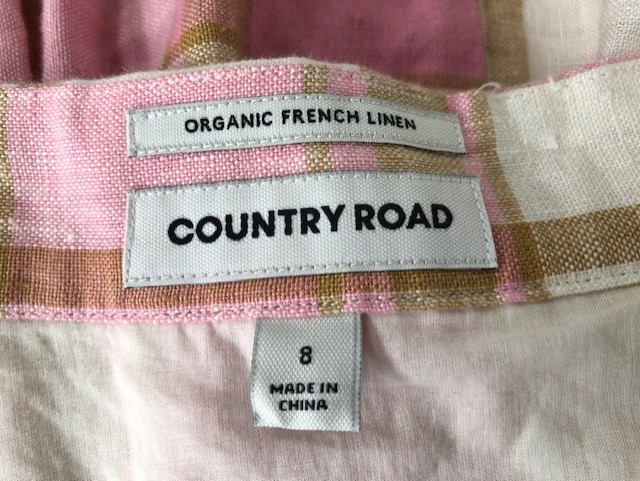 ORGANIC FRENCH LINEN
COUNTRY ROAD
8
MADE IN
CHINA